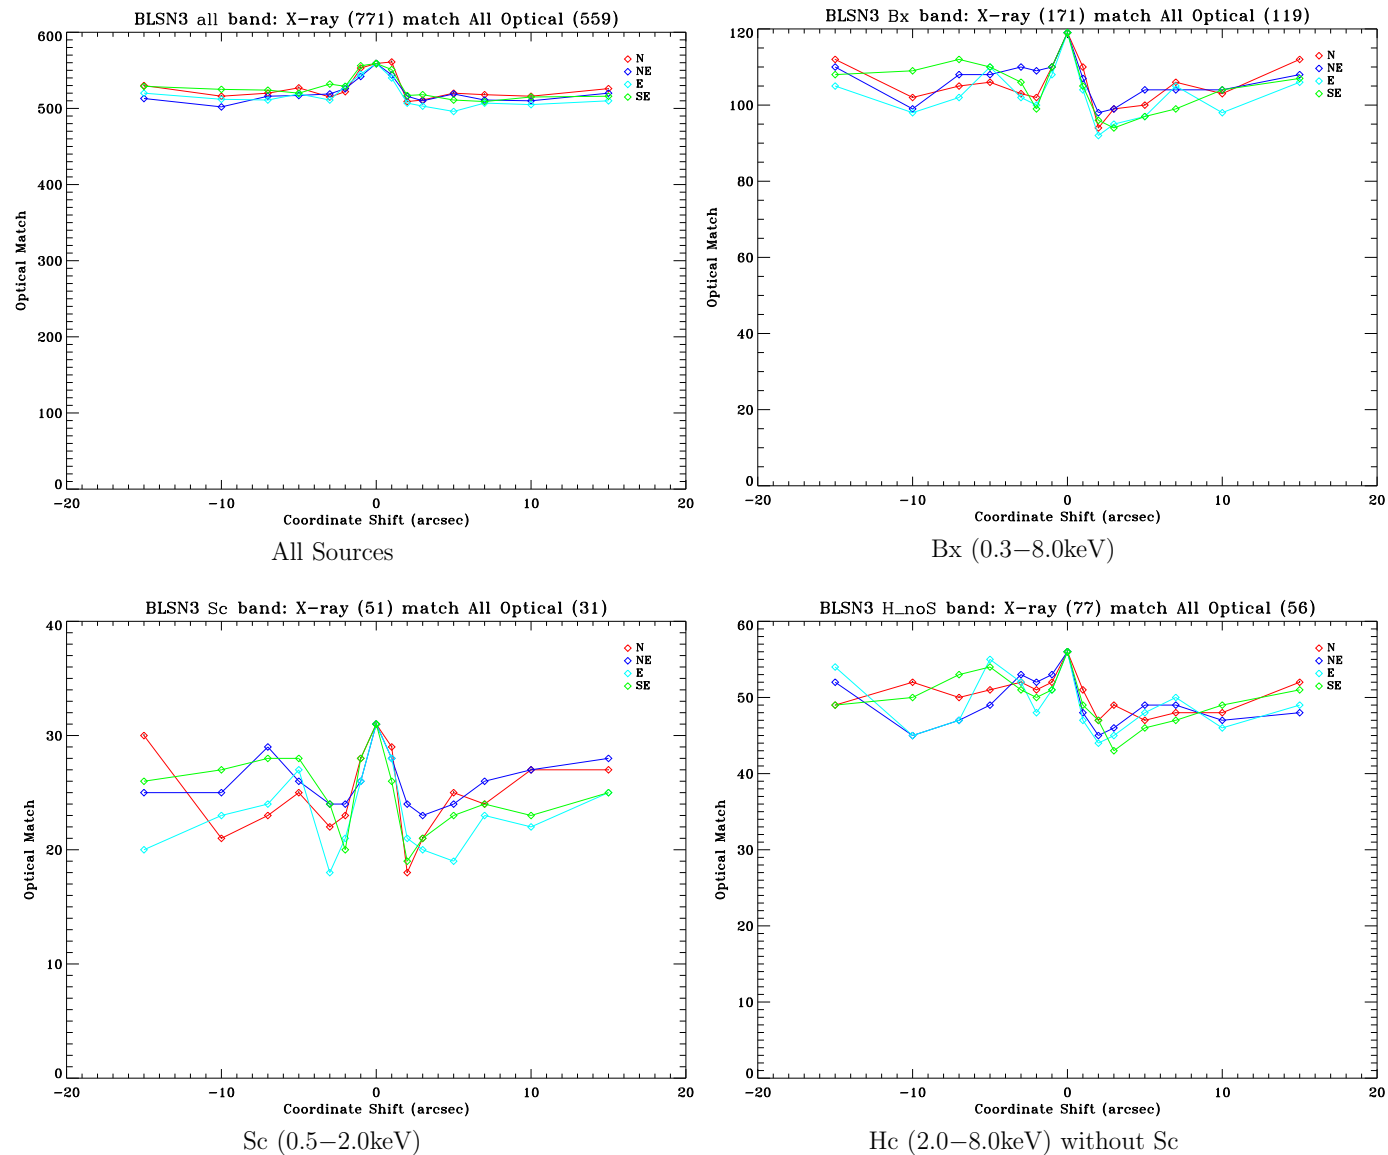 BLSN3 all band: X-ray (771) match All Optical (559)
600
500
400
300
200
100
0
Optical Match
N
NE
E
SE
-20 -10 0 10 20
Coordinate Shift (arcsec)
All Sources
BLSN3 Bx band: X-ray (171) match All Optical (119)
120
100
80
60
40
20
0
Optical Match
N
NE
E
SE
-20 -10 0 10 20
Coordinate Shift (arcsec)
Bx (0.3−8.0keV)
BLSN3 Sc band: X-ray (51) match All Optical (31)
40
30
20
10
0
Optical Match
N
NE
E
SE
-20 -10 0 10 20
Coordinate Shift (arcsec)
Sc (0.5−2.0keV)
BLSN3 H_noS band: X-ray (77) match All Optical (56)
60
50
40
30
20
10
0
Optical Match
N
NE
E
SE
-20 -10 0 10 20
Coordinate Shift (arcsec)
Hc (2.0−8.0keV) without Sc